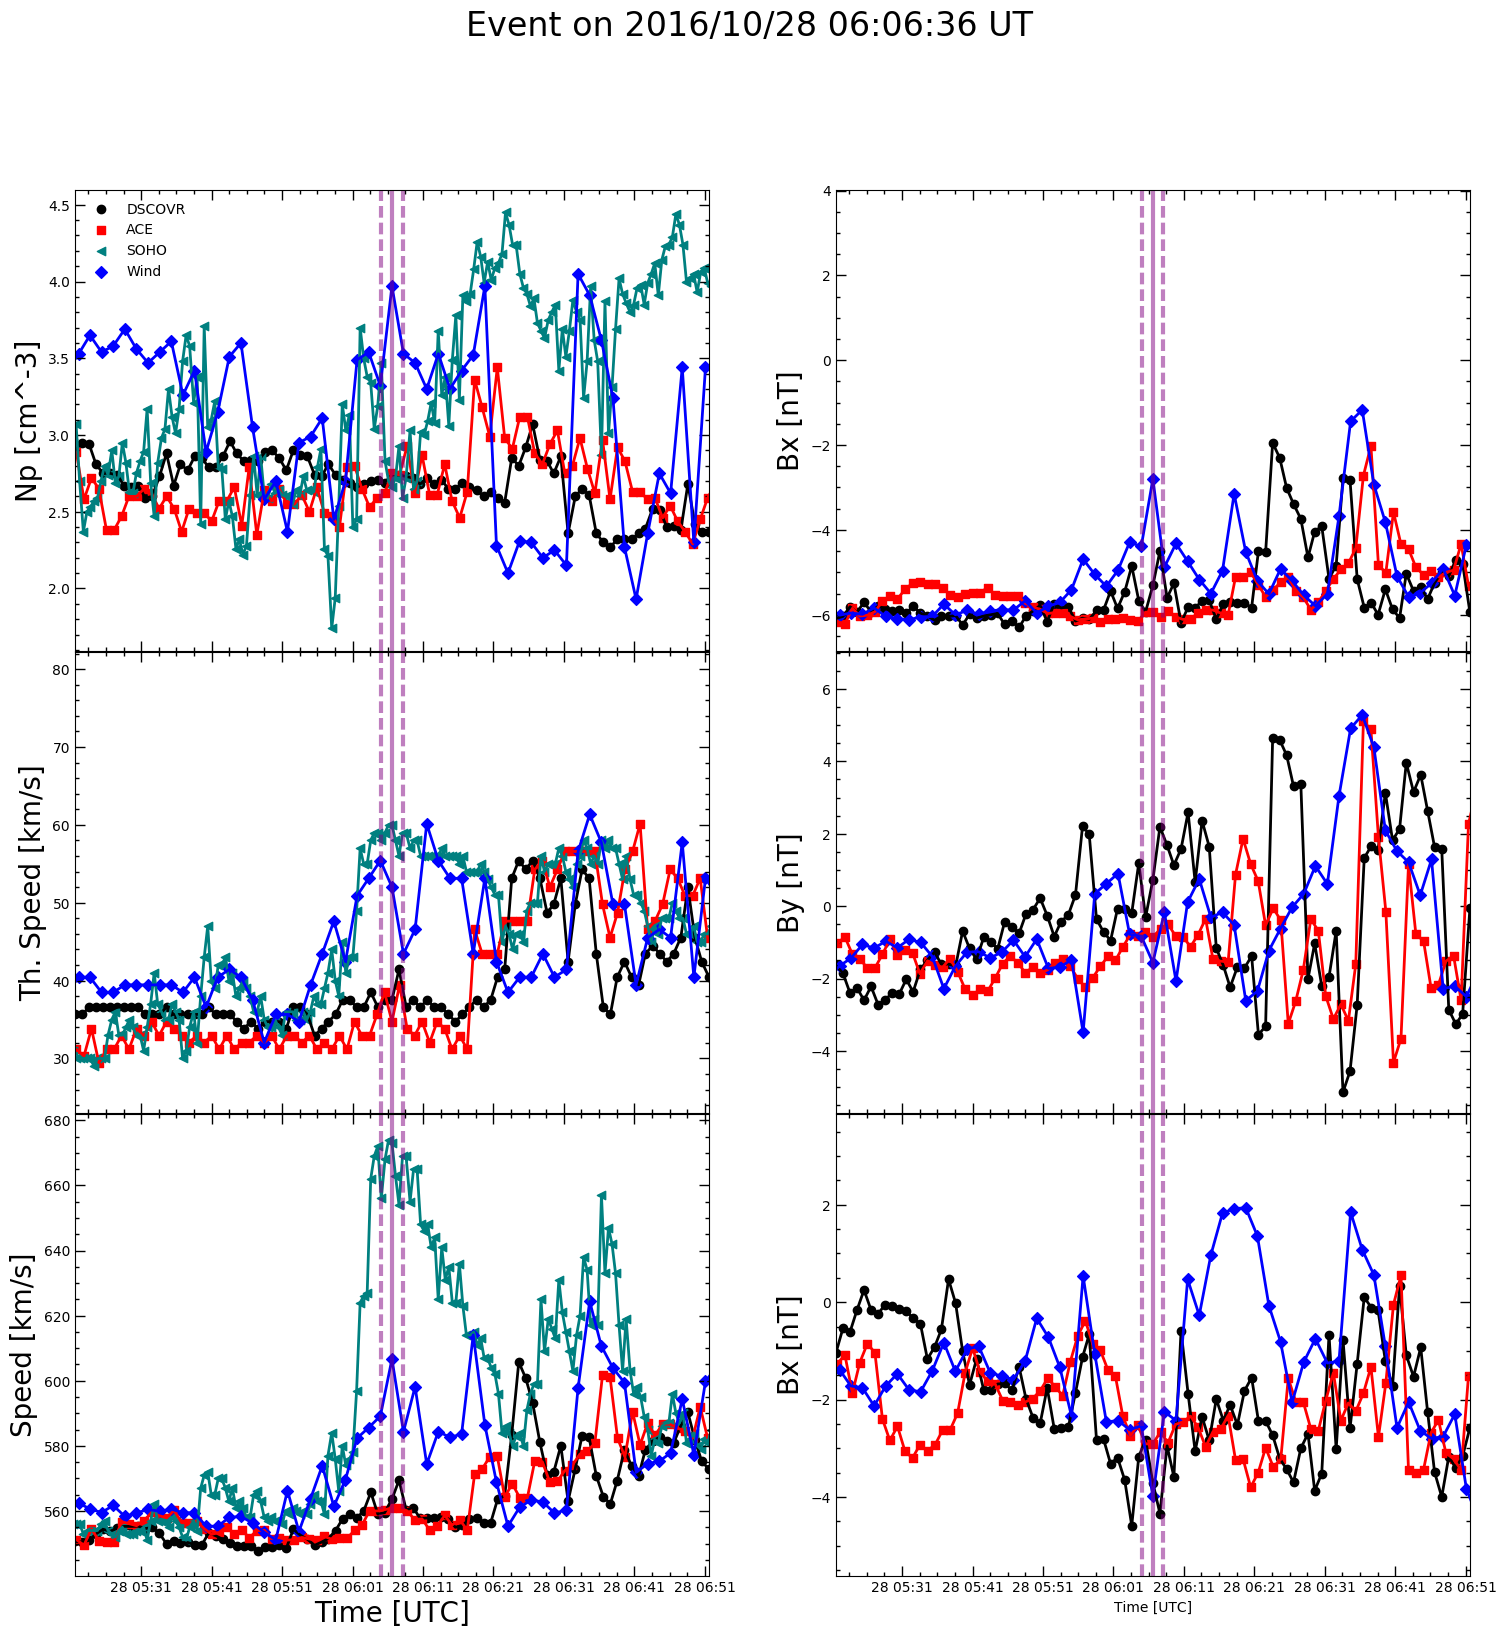 Event on 2016/10/28 06:06:36 UT
DSCOVR
ACE
SOHO
Wind
Np [cm^-3]
4.5
4.0
3.5
3.0
2.5
2.0
Th. Speed [km/s]
80
70
60
50
40
30
Speed [km/s]
680
660
640
620
600
580
560
28 05:31 28 05:41 28 05:51 28 06:01 28 06:11 28 06:21 28 06:31 28 06:41 28 06:51
Time [UTC]
Bx [nT]
4
2
0
−2
−4
−6
By [nT]
6
4
2
0
−2
−4
Bx [nT]
2
0
−2
−4
28 05:31 28 05:41 28 05:51 28 06:01 28 06:11 28 06:21 28 06:31 28 06:41 28 06:51
Time [UTC]